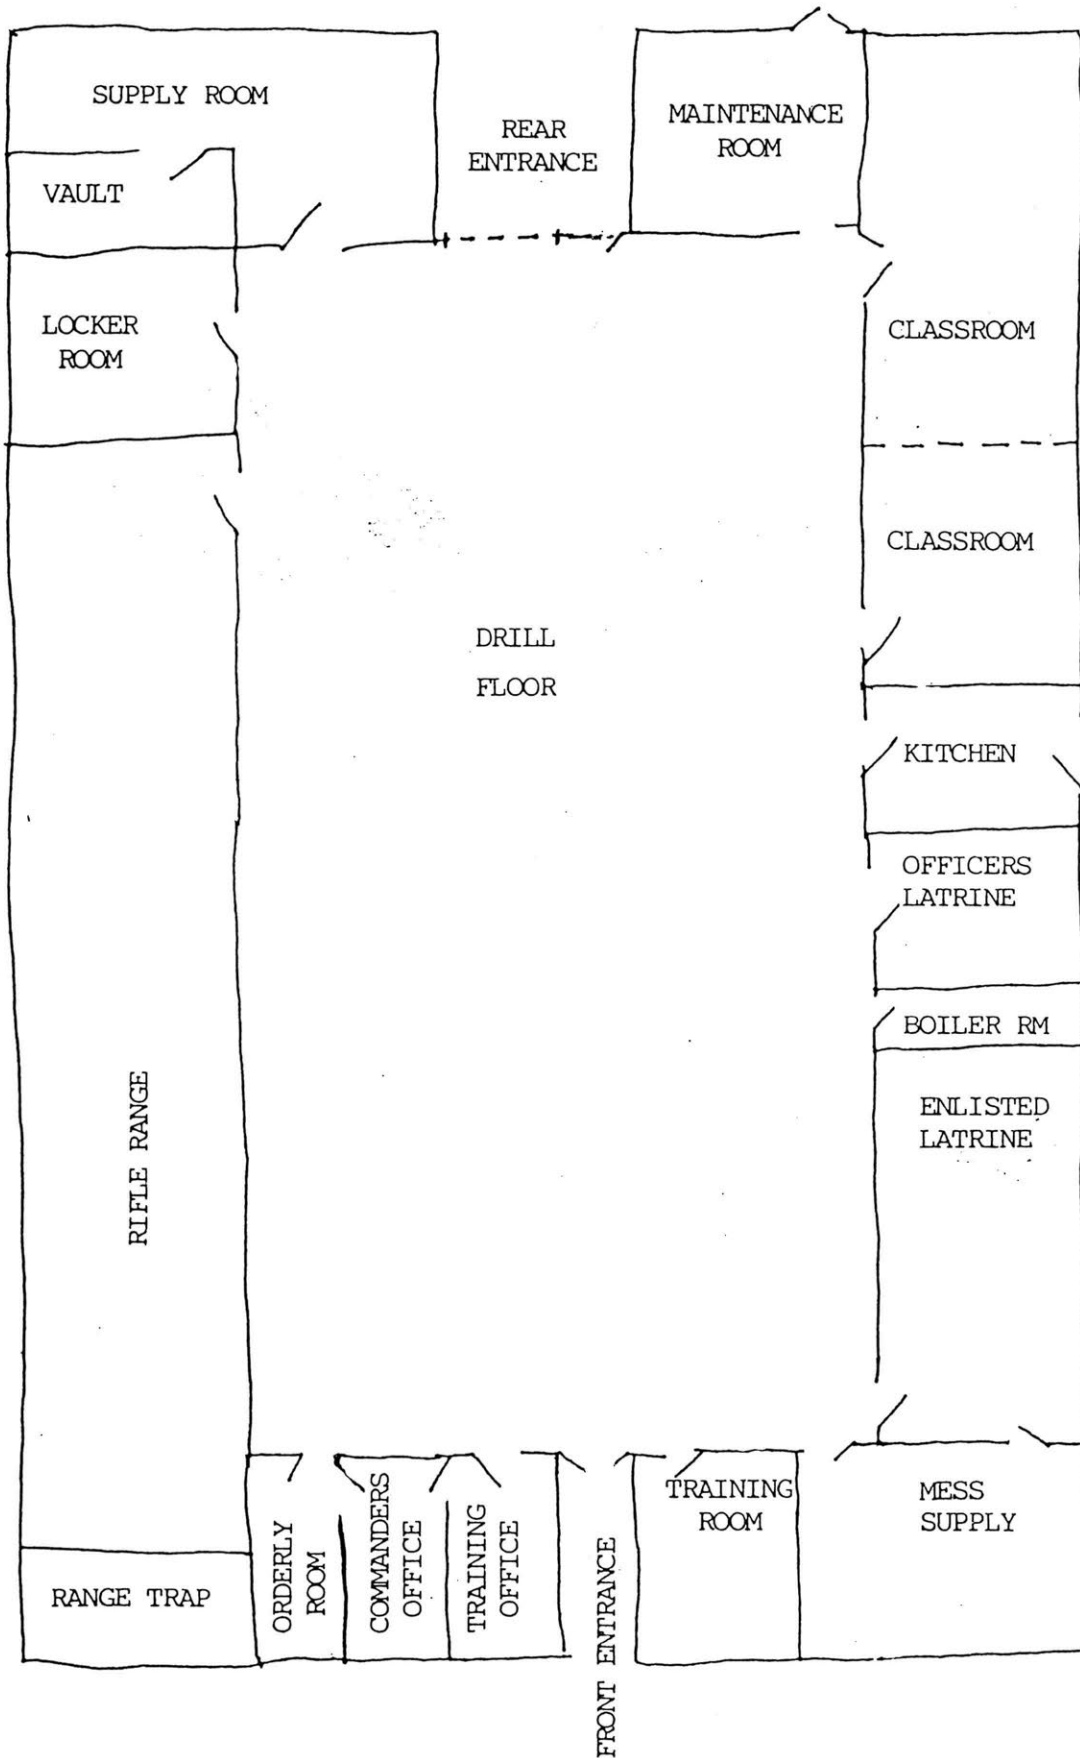 SUPPLY ROOM
REAR
ENTRANCE
MAINTENANCE
ROOM
VAULT
LOCKER
ROOM
CLASSROOM
CLASSROOM
DRILL
FLOOR
KITCHEN
OFFICERS
LATRINE
BOILER RM
ENLISTED
LATRINE
RIFLE RANGE
RANGE TRAP
ORDERLY
ROOM
COMMANDERS
OFFICE
TRAINING
OFFICE
FRONT ENTRANCE
TRAINING
ROOM
MESS
SUPPLY